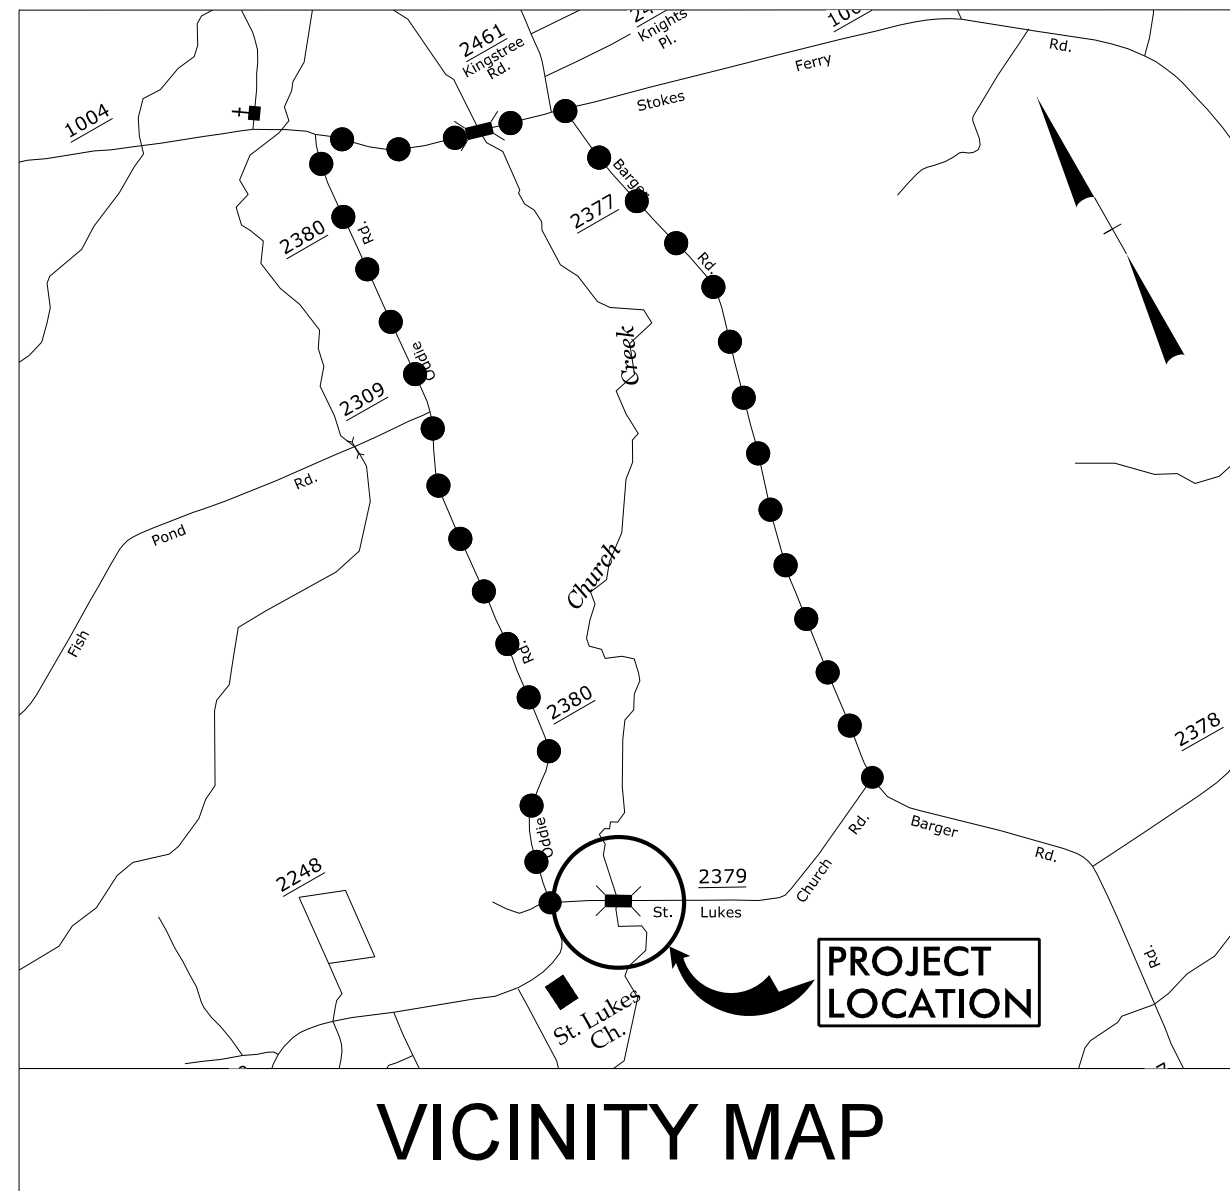 2461
Kingstree
Rd.
Knights
Pl.
Rd.
Ferry
Stokes
1004
Barger
2377
2380
Rd.
Rd.
Creek
Oddie
2309
Rd.
Pond
Church
Fish
Rd.
2380
2378
Oddie
Rd.
Barger
Rd.
2248
2379
Church
St. Lukes
Rd.
PROJECT
LOCATION
St. Lukes
Ch.
VICINITY MAP